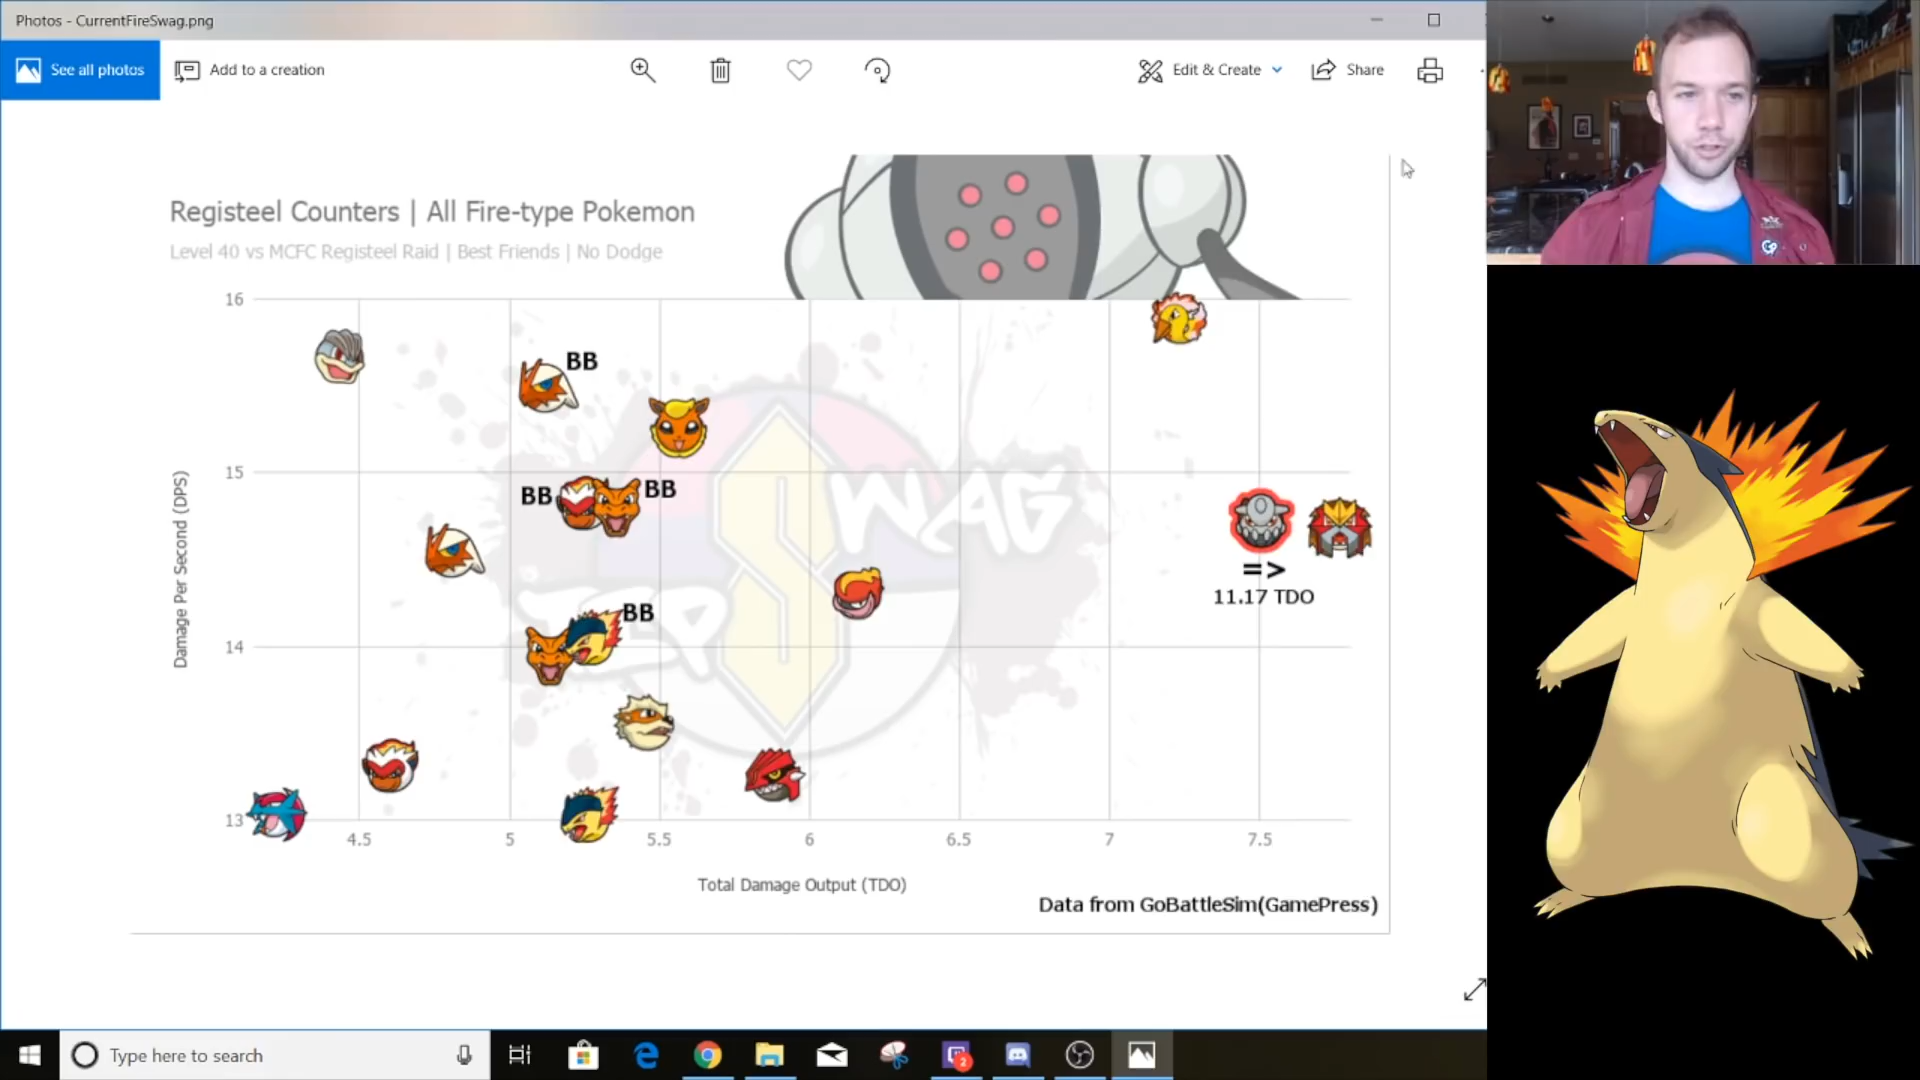 Photos - CurrentFireSwag.png
See all photos
Add to a creation
Edit & Create
Share
Registeel Counters | All Fire-type Pokemon
Level 40 vs MCFC Registeel Raid | Best Friends | No Dodge
16
BB
15
BB
BB
SWAG
=>
11.17 TDO
BB
14
13
Damage Per Second (DPS)
4.5
5
5.5
6
6.5
7
7.5
Total Damage Output (TDO)
Data from GoBattleSim(GamePress)
Type here to search
2